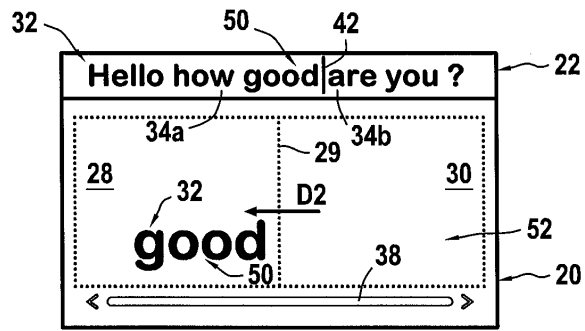 32 50 42
Hello how good are you ? 22
34a 34b
28 29 30
32 D2
good 52
50 38 20
< >